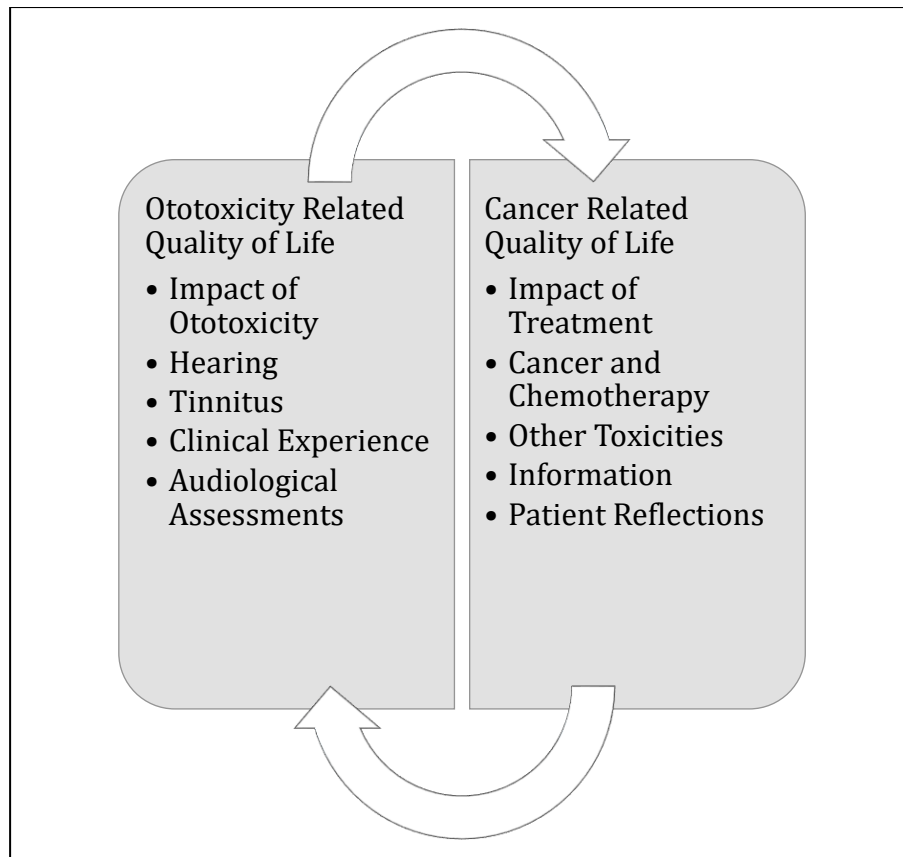 Ototoxicity Related
Quality of Life
• Impact of
Ototoxicity
• Hearing
• Tinnitus
• Clinical Experience
• Audiological
Assessments
Cancer Related
Quality of Life
• Impact of
Treatment
• Cancer and
Chemotherapy
• Other Toxicities
• Information
• Patient Reflections